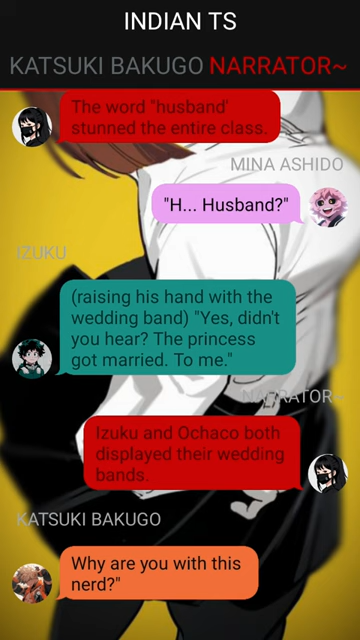 INDIAN TS
KATSUKI BAKUGO NARRATOR~
The word "husband'
stunned the entire class.
MINA ASHIDO
"H... Husband?"
IZUKU
(raising his hand with the
wedding band) "Yes, didn't
you hear? The princess
got married. To me."
NARRATOR~
Izuku and Ochaco both
displayed their wedding
bands.
KATSUKI BAKUGO
Why are you with this
nerd?"